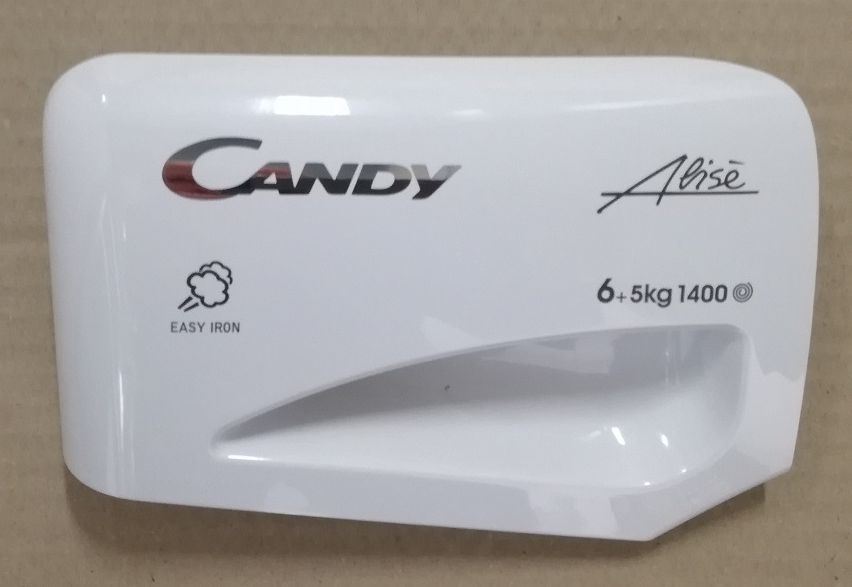 CANDY
Alisè
EASY IRON
6+5kg 1400